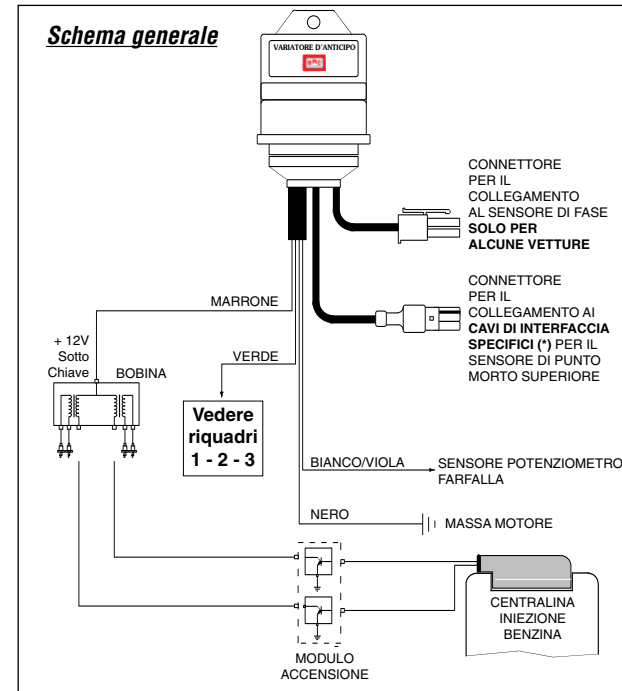 Schema generale
VARIATORE D'ANTICIPO
CONNETTORE
PER IL
COLLEGAMENTO
AL SENSORE DI FASE
SOLO PER
ALCUNE VETTURE
CONNETTORE
PER IL
COLLEGAMENTO AI
CAVI DI INTERFACCIA
SPECIFICI (*) PER IL
SENSORE DI PUNTO
MORTO SUPERIORE
MARRONE
+ 12V
Sotto
Chiave
BOBINA
VERDE
Vedere
riquadri
1 - 2 - 3
BIANCO/VIOLA
SENSORE POTENZIOMETRO
FARFALLA
NERO
MASSA MOTORE
CENTRALINA
INIEZIONE
BENZINA
MODULO
ACCENSIONE